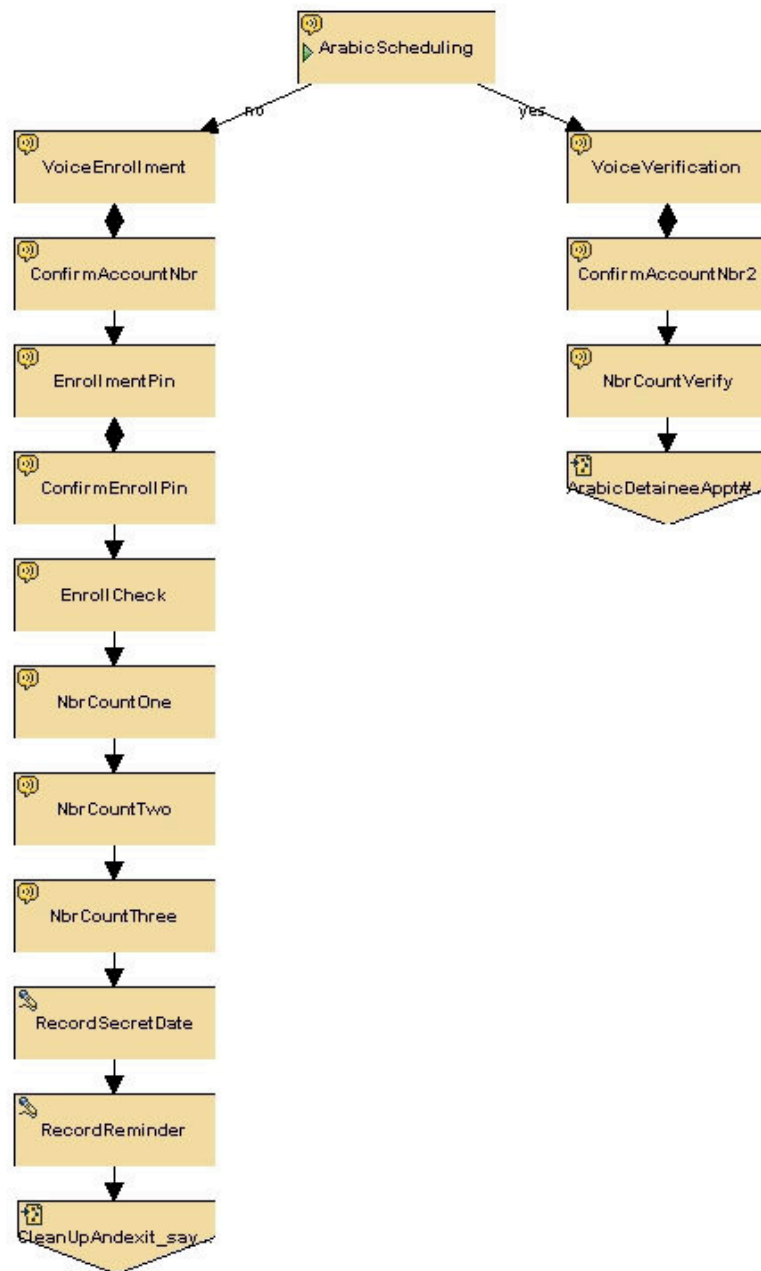 ArabicScheduling
no
yes
VoiceEnrollment
VoiceVerification
ConfirmAccountNbr
ConfirmAccountNbr2
EnrollmentPin
NbrCountVerify
ConfirmEnrollPin
ArabicDetaineeAppt#...
EnrollCheck
NbrCountOne
NbrCountTwo
NbrCountThree
RecordSecretDate
RecordReminder
CleanUpAndexit_say...